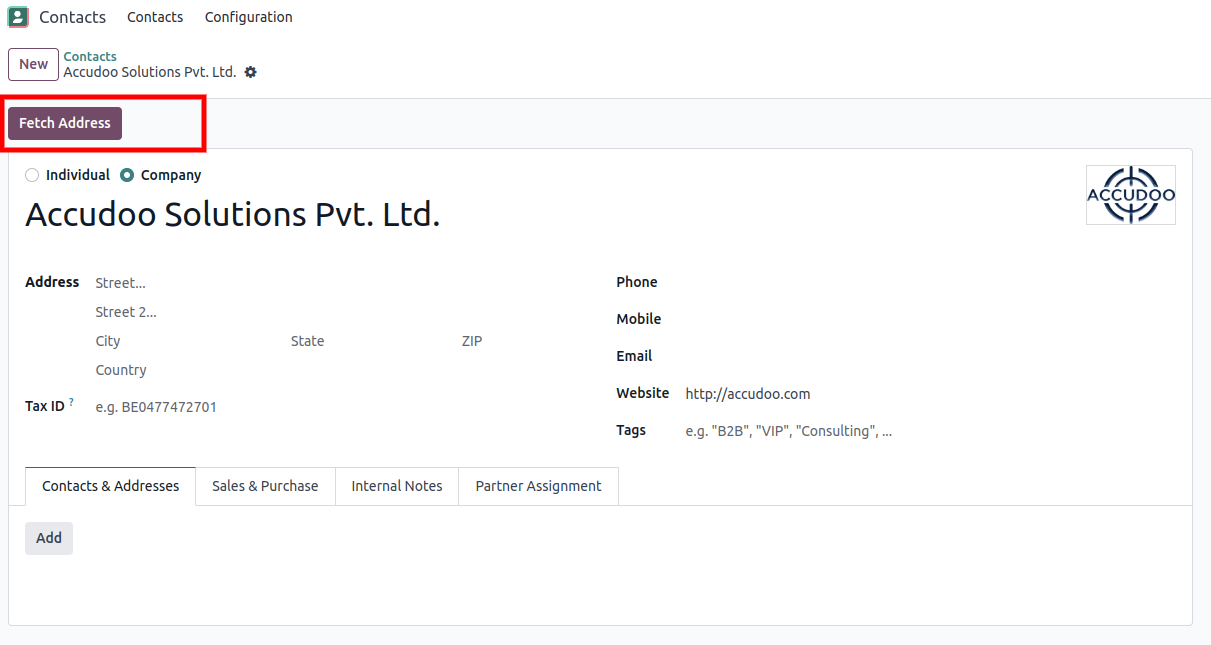 Contacts Contacts Configuration
New
Contacts
Accudoo Solutions Pvt. Ltd.
Fetch Address
Individual Company
ACCUDOO
Accudoo Solutions Pvt. Ltd.
Address Street... Phone
Street 2...
Mobile
City State ZIP
Email
Country
Website http://accudoo.com
Tax ID ? e.g. BE0477472701
Tags e.g. "B2B", "VIP", "Consulting", ...
Contacts & Addresses Sales & Purchase Internal Notes Partner Assignment
Add